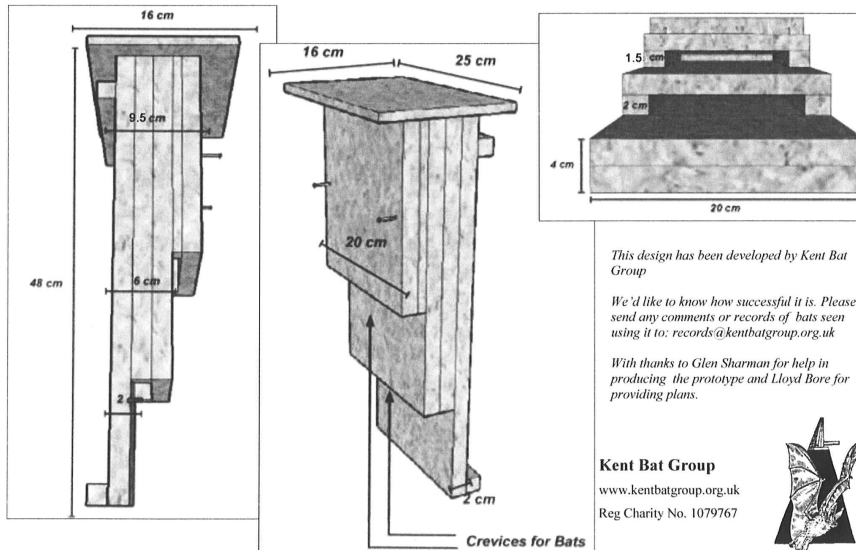 16 cm
9.5 cm
48 cm
6 cm
2 cm
16 cm
25 cm
20 cm
2 cm
Crevices for Bats
1.5 cm
2 cm
4 cm
20 cm
This design has been developed by Kent Bat
Group
We'd like to know how successful it is. Please
send any comments or records of bats seen
using it to: records@kentbatgroup.org.uk
With thanks to Glen Sharman for help in
producing the prototype and Lloyd Bore for
providing plans.
Kent Bat Group
www.kentbatgroup.org.uk
Reg Charity No. 1079767